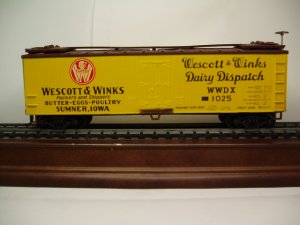 W
WESCOTT & WINKS
Packers and Shippers
BUTTER-EGGS-POULTRY
SUMNER, IOWA
Wescott & Winks
Dairy Dispatch
WWDX
1025